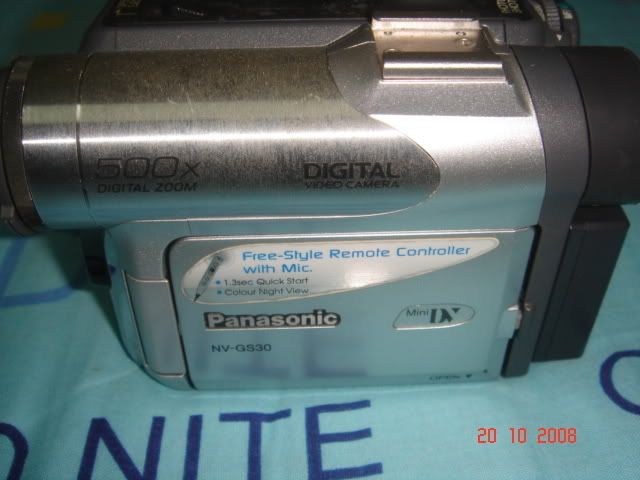 500x
DIGITAL ZOOM
DIGITAL
VIDEO CAMERA
Free-Style Remote Controller
with Mic.
• 1.3sec Quick Start
• Colour Night View
Panasonic
Mini DV
NV-GS30
OPEN
NITE
20 10 2008